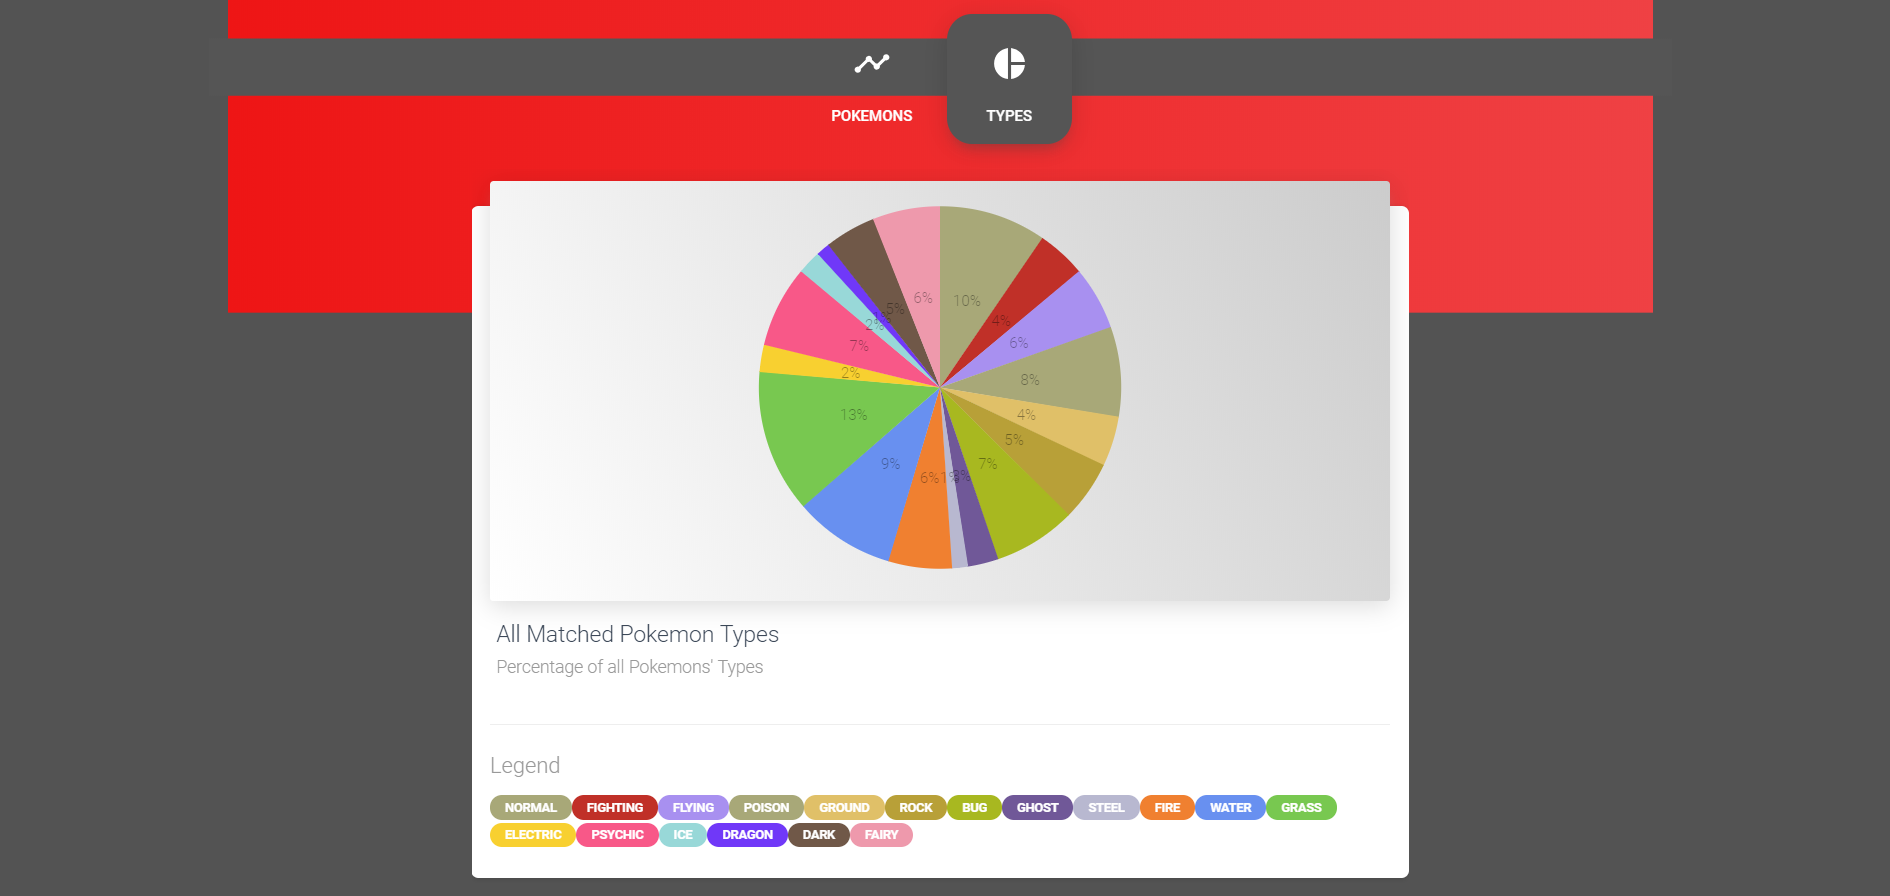 POKEMONS TYPES
6% 10%
5%
1% 4%
2%
6%
7%
2% 8%
13% 4%
5%
9% 7%
6% 1%
All Matched Pokemon Types
Percentage of all Pokemons' Types
Legend
NORMAL FIGHTING FLYING POISON GROUND ROCK BUG GHOST STEEL FIRE WATER GRASS
ELECTRIC PSYCHIC ICE DRAGON DARK FAIRY